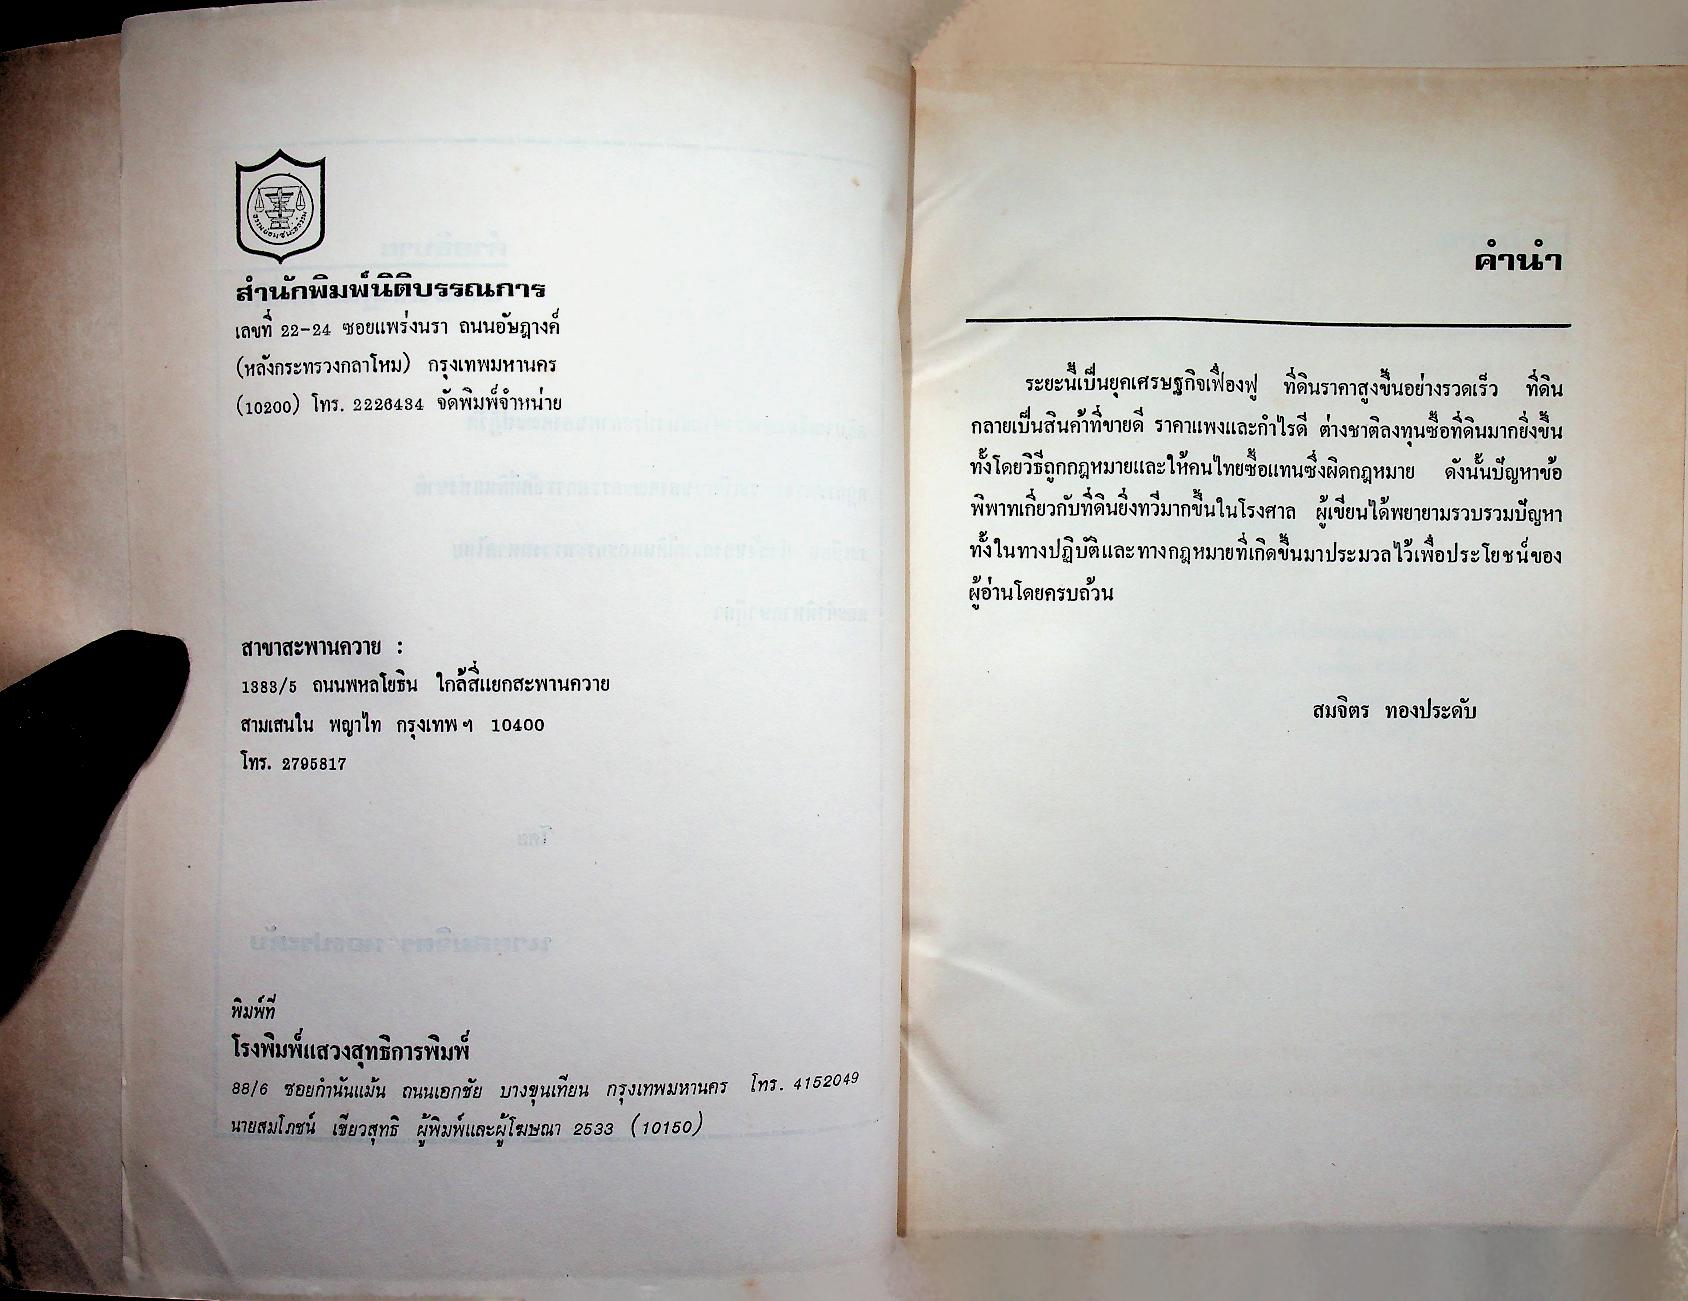 ธรรมย่อมชนะอธรรม
สำนักพิมพ์นิติบรรณการ
เลขที่ 22-24 ซอยแพร่งนรา ถนนอัษฎางค์
(หลังกระทรวงกลาโหม) กรุงเทพมหานคร
(10200) โทร. 2226434 จัดพิมพ์จำหน่าย
สาขาสะพานควาย :
1383/5 ถนนพหลโยธิน ใกล้สี่แยกสะพานควาย
สามเสนใน พญาไท กรุงเทพฯ 10400
โทร. 2795817
พิมพ์ที่
โรงพิมพ์แสวงสุทธิการพิมพ์
88/6 ซอยกำนันแม้น ถนนเอกชัย บางขุนเทียน กรุงเทพมหานคร โทร. 4152049
นายสมโภชน์ เชียวสุทธิ ผู้พิมพ์และผู้โฆษณา 2533 (10150)
คำนำ
ระยะนี้เป็นยุคเศรษฐกิจเฟื่องฟู ที่ดินราคาสูงขึ้นอย่างรวดเร็ว ที่ดิน
กลายเป็นสินค้าที่ขายดี ราคาแพงและกำไรดี ต่างชาติลงทุนซื้อที่ดินมากยิ่งขึ้น
ทั้งโดยวิธีถูกกฎหมายและให้คนไทยซื้อแทนซึ่งผิดกฎหมาย ดังนั้นปัญหาข้อ
พิพาทเกี่ยวกับที่ดินยิ่งทวีมากขึ้นในโรงศาล ผู้เขียนได้พยายามรวบรวมปัญหา
ทั้งในทางปฏิบัติและทางกฎหมายที่เกิดขึ้นมาประมวลไว้เพื่อประโยชน์ของ
ผู้อ่านโดยครบถ้วน
สมจิตร ทองประดับ